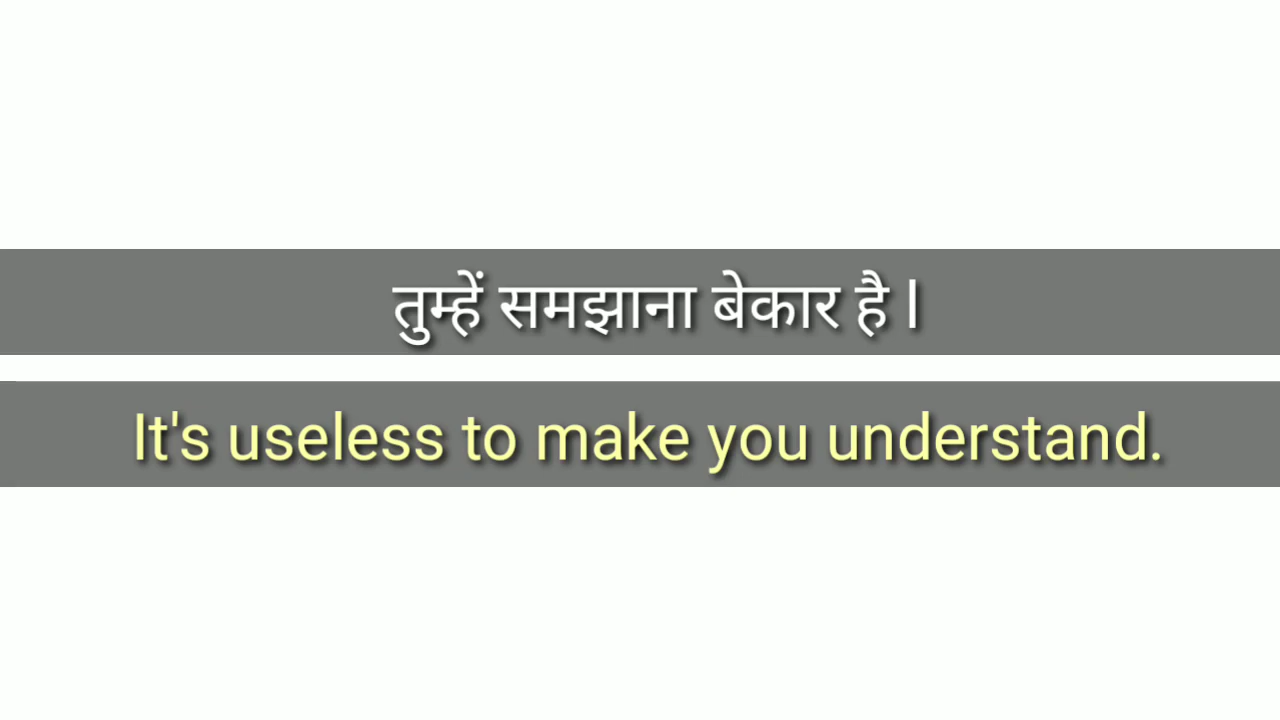 तुम्हें समझाना बेकार है l
It's useless to make you understand.